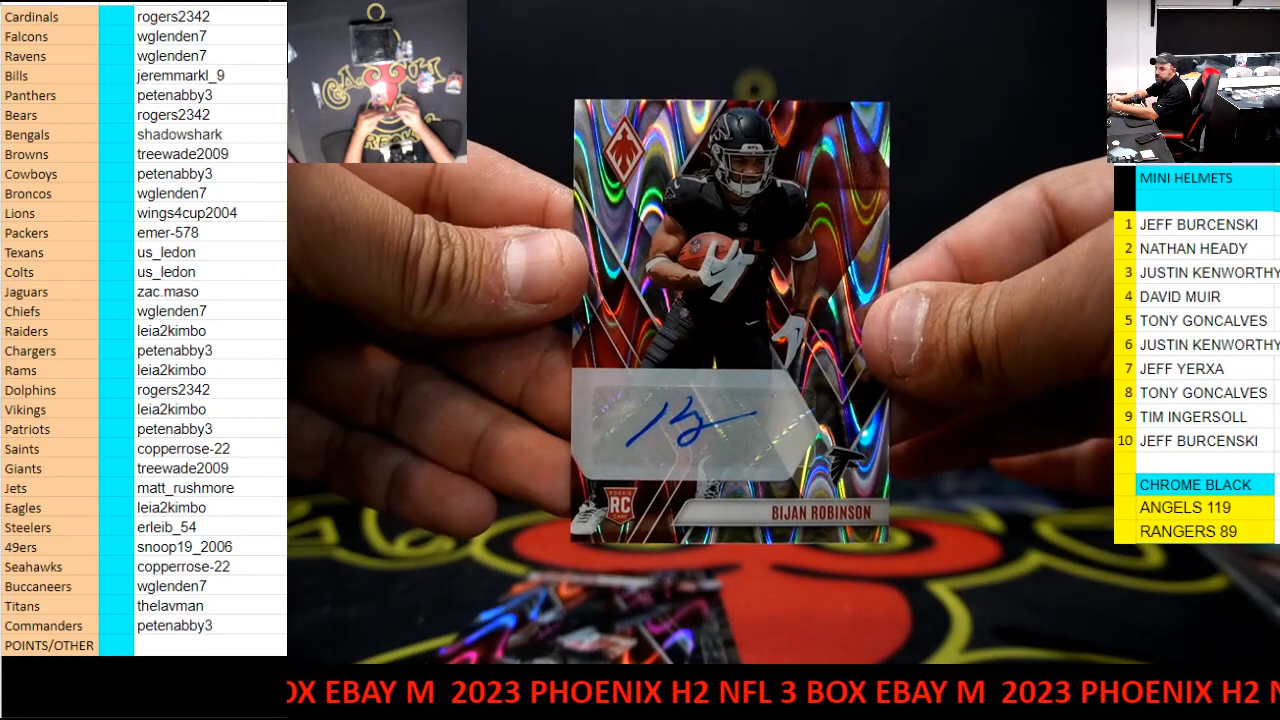 Cardinals rogers2342
Falcons wglenden7
Ravens wglenden7
Bills jeremmarkl_9
Panthers petenabby3
Bears rogers2342
Bengals shadowshark
Browns treewade2009
Cowboys petenabby3
Broncos wglenden7
Lions wings4cup2004
Packers emer-578
Texans us_ledon
Colts us_ledon
Jaguars zac.maso
Chiefs wglenden7
Raiders leia2kimbo
Chargers petenabby3
Rams leia2kimbo
Dolphins rogers2342
Vikings leia2kimbo
Patriots petenabby3
Saints copperrose-22
Giants treewade2009
Jets matt_rushmore
Eagles leia2kimbo
Steelers erleib_54
49ers snoop19_2006
Seahawks copperrose-22
Buccaneers wglenden7
Titans thelavman
Commanders petenabby3
POINTS/OTHER
ROOKIE
RC
BIJAN ROBINSON
MINI HELMETS
1 JEFF BURCENSKI
2 NATHAN HEADY
3 JUSTIN KENWORTHY
4 DAVID MUIR
5 TONY GONCALVES
6 JUSTIN KENWORTHY
7 JEFF YERXA
8 TONY GONCALVES
9 TIM INGERSOLL
10 JEFF BURCENSKI
CHROME BLACK
ANGELS 119
RANGERS 89
OX EBAY M 2023 PHOENIX H2 NFL 3 BOX EBAY M 2023 PHOENIX H2 N